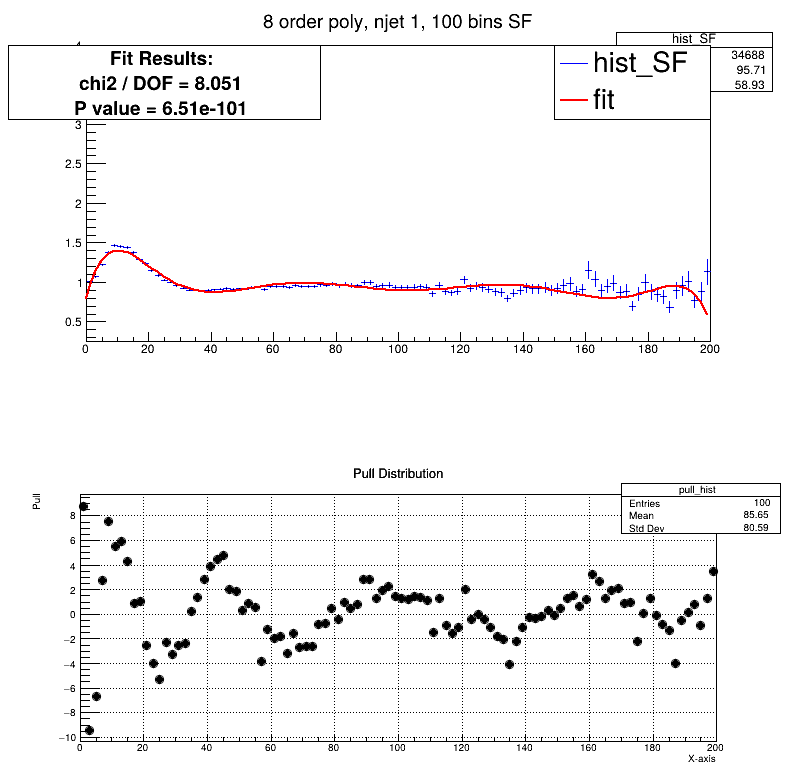 8 order poly, njet 1, 100 bins SF
hist_SF
34688
95.71
58.93
Fit Results:
chi2 / DOF = 8.051
P value = 6.51e-101
hist_SF
fit
3
2.5
2
1.5
1
0.5
0 20 40 60 80 100 120 140 160 180 200
Pull Distribution
pull_hist
Entries 100
Mean 85.65
Std Dev 80.59
Pull
8
6
4
2
0
−2
−4
−6
−8
−10
0 20 40 60 80 100 120 140 160 180 200
X-axis